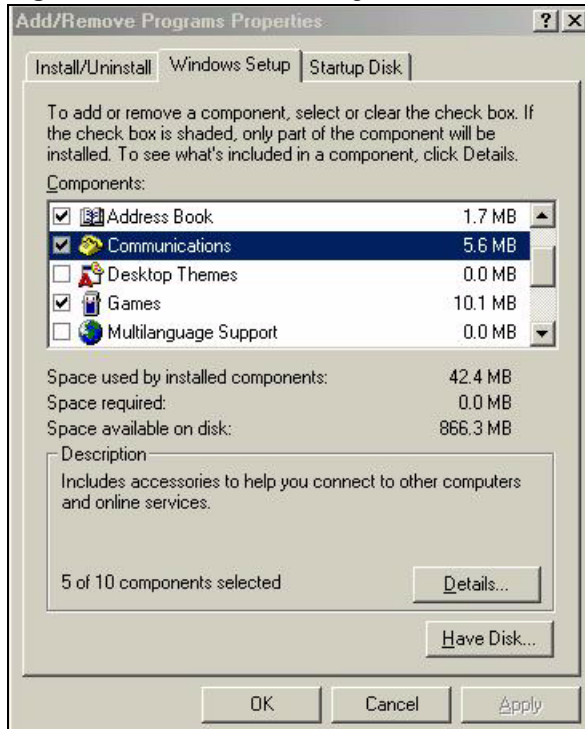 Add/Remove Programs Properties
Install/Uninstall Windows Setup Startup Disk
To add or remove a component, select or clear the check box. If
the check box is shaded, only part of the component will be
installed. To see what's included in a component, click Details.
Components:
Address Book 1.7 MB
Communications 5.6 MB
Desktop Themes 0.0 MB
Games 10.1 MB
Multilanguage Support 0.0 MB
Space used by installed components: 42.4 MB
Space required: 0.0 MB
Space available on disk: 866.3 MB
Description
Includes accessories to help you connect to other computers
and online services.
5 of 10 components selected
Details...
Have Disk...
OK Cancel Apply